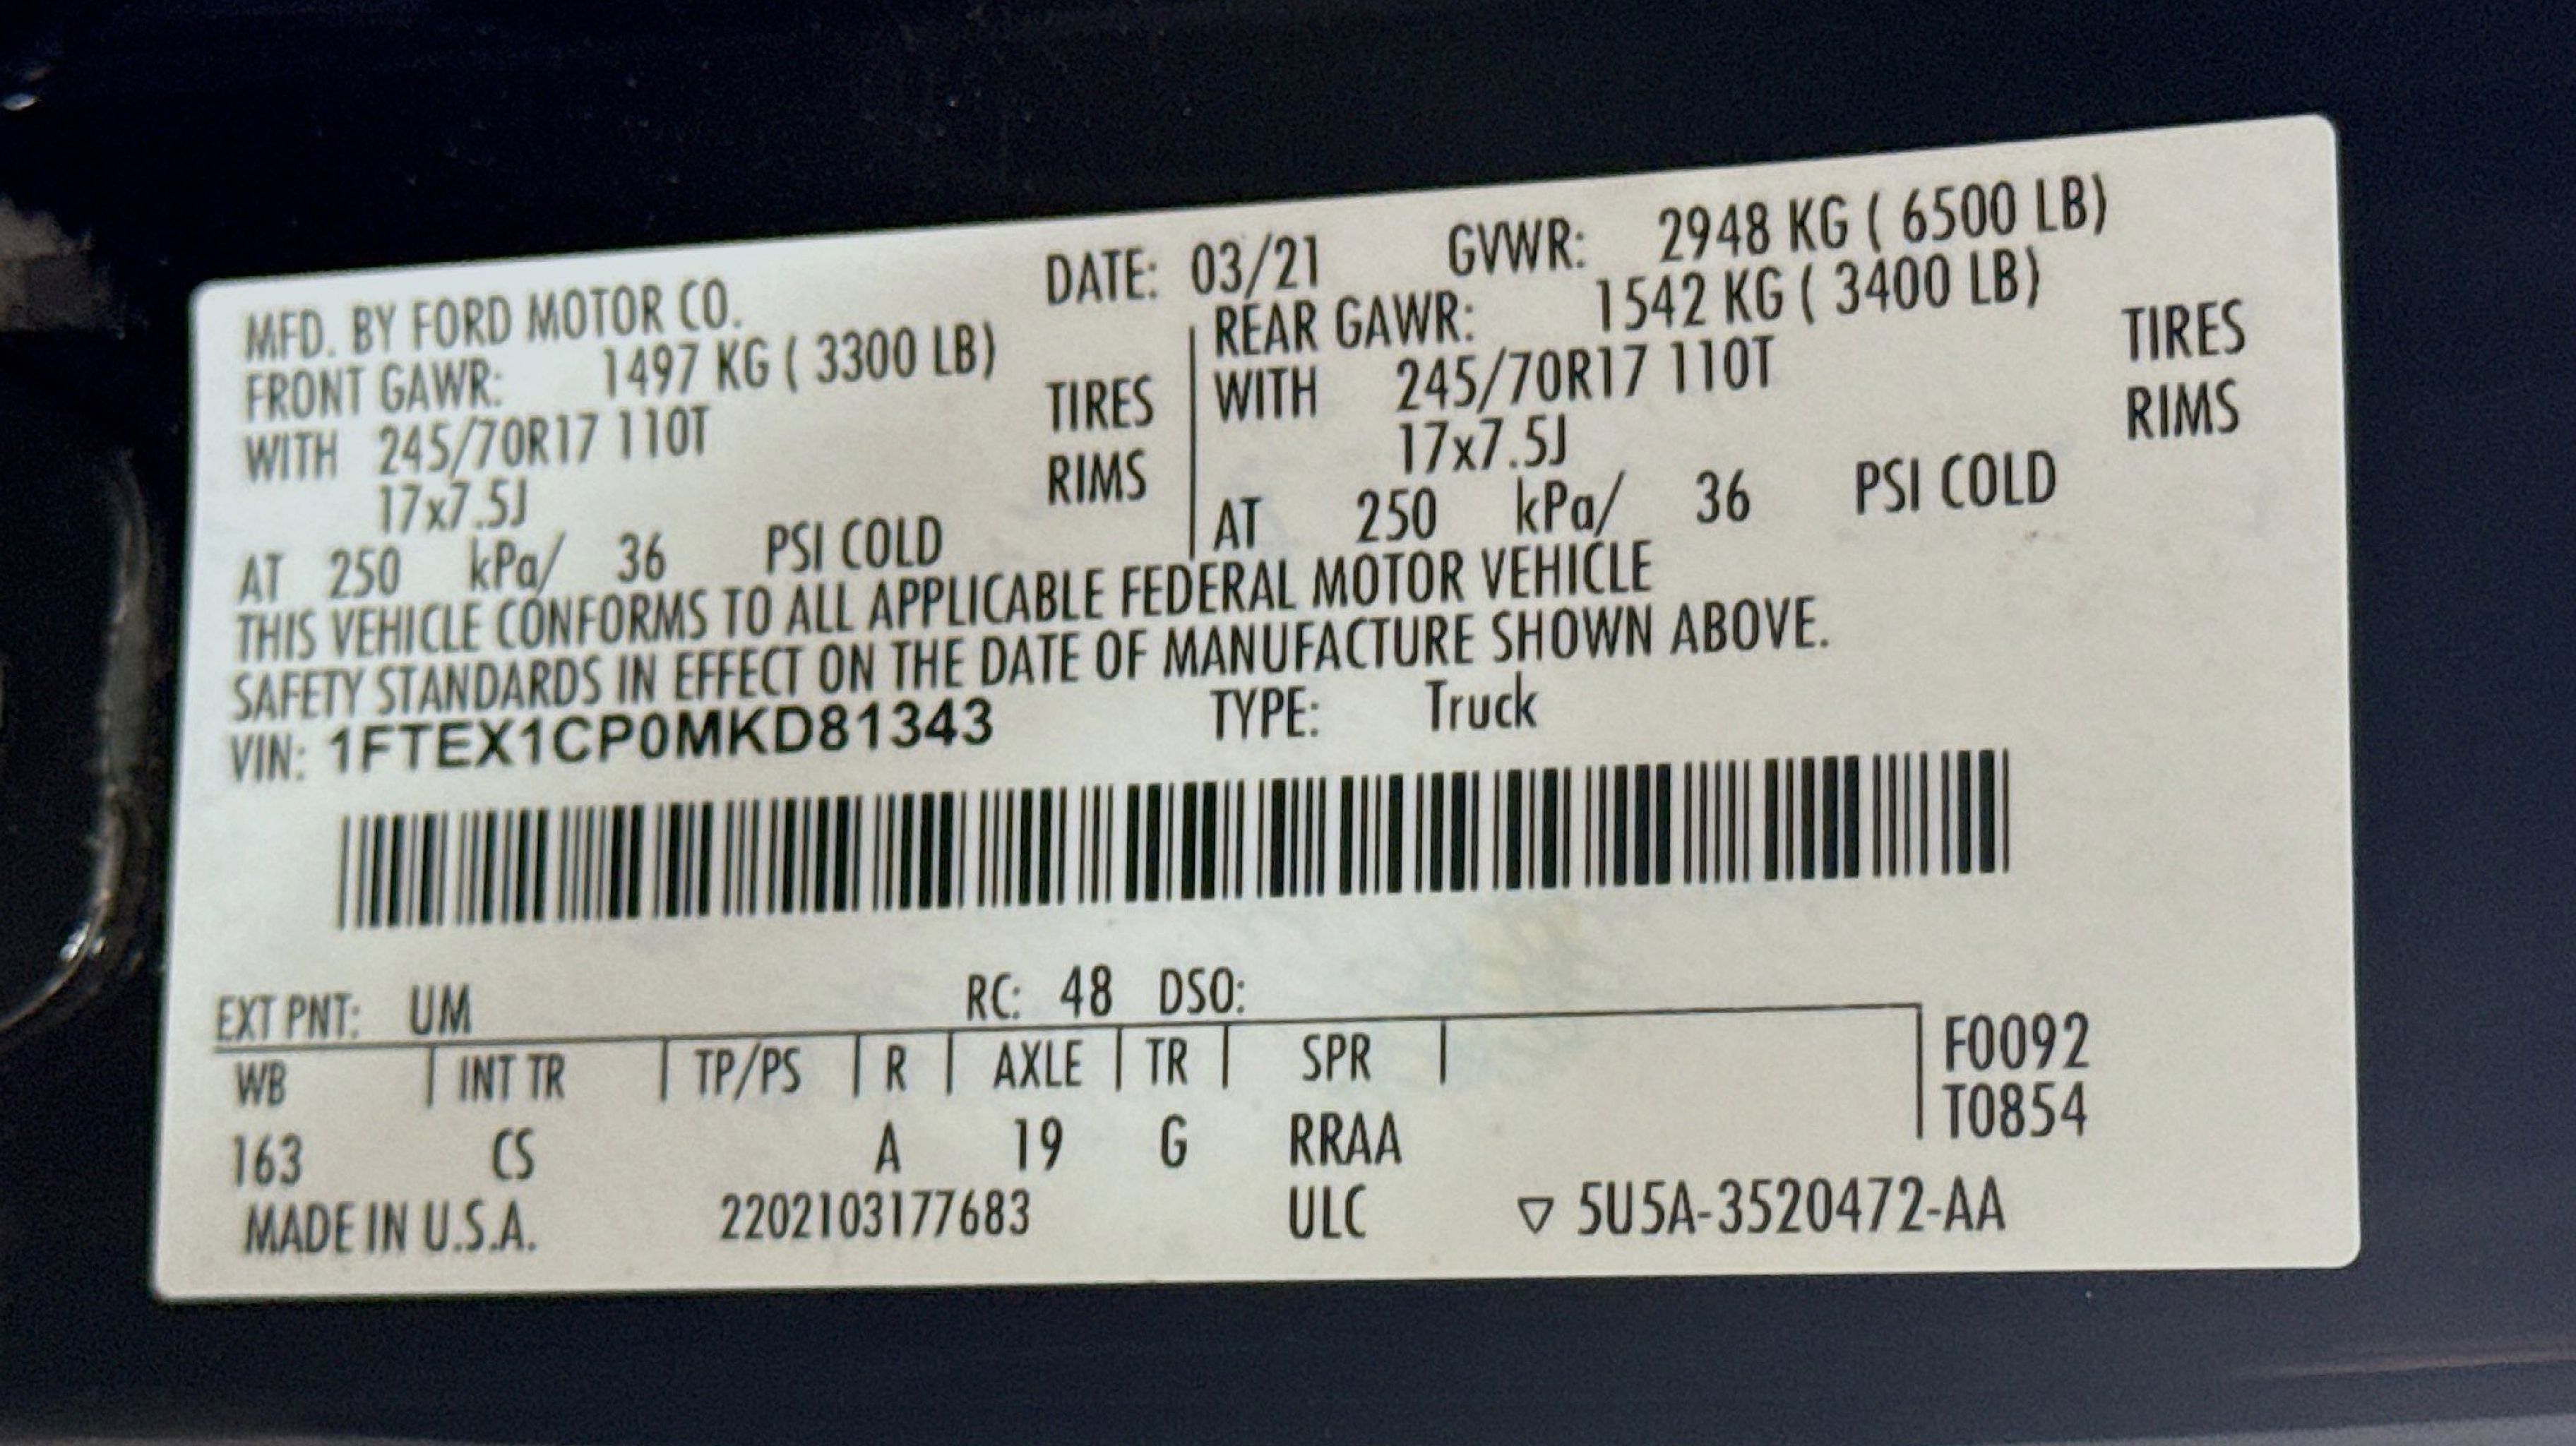 MFD. BY FORD MOTOR CO. DATE: 03/21 GVWR: 2948 KG ( 6500 LB)
FRONT GAWR: 1497 KG ( 3300 LB) REAR GAWR: 1542 KG ( 3400 LB)
WITH 245/70R17 110T TIRES WITH 245/70R17 110T TIRES
17x7.5J RIMS 17x7.5J RIMS
AT 250 kPa/ 36 PSI COLD AT 250 kPa/ 36 PSI COLD
THIS VEHICLE CONFORMS TO ALL APPLICABLE FEDERAL MOTOR VEHICLE
SAFETY STANDARDS IN EFFECT ON THE DATE OF MANUFACTURE SHOWN ABOVE.
VIN: 1FTEX1CP0MKD81343 TYPE: Truck
EXT PNT: UM RC: 48 DSO:
WB INT TR TP/PS R AXLE TR SPR F0092
T0854
163 CS A 19 G RRAA
MADE IN U.S.A. 2202103177683 ULC ▽ 5U5A-3520472-AA